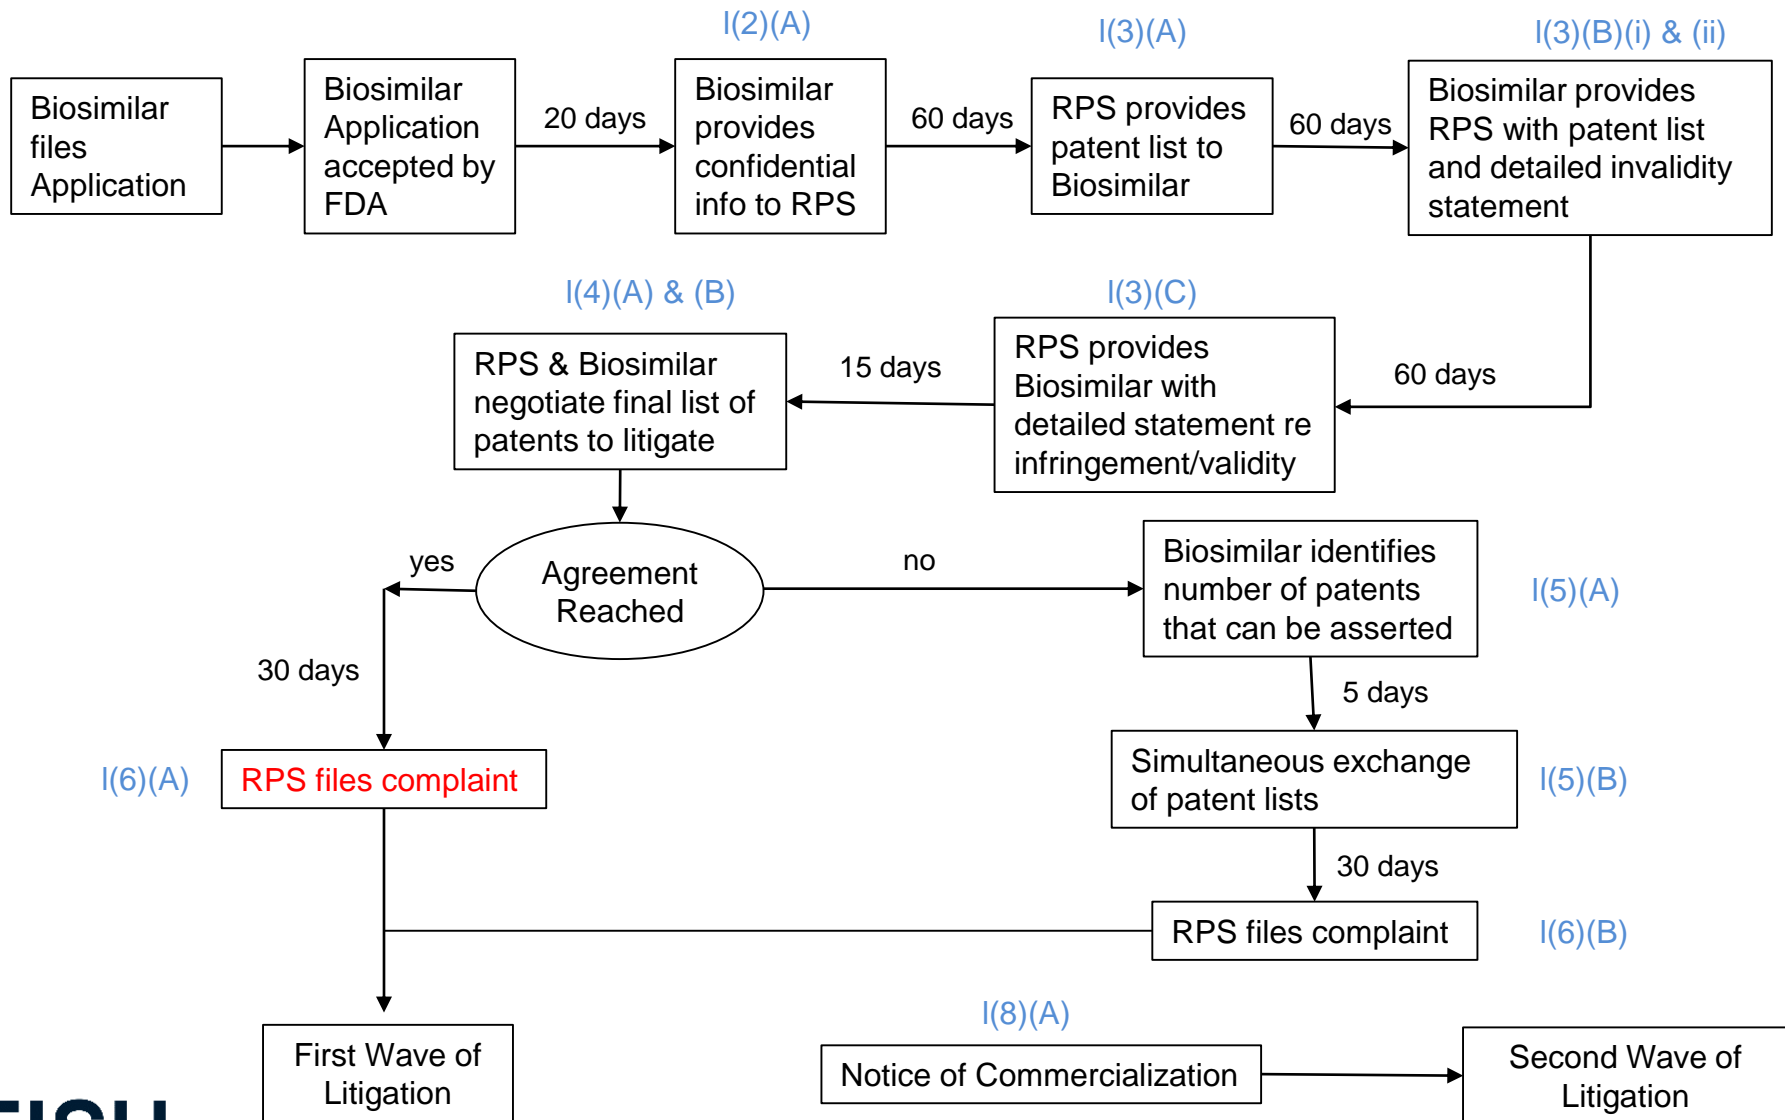 l(2)(A)
l(3)(A)
l(3)(B)(i) & (ii)
Biosimilar
files
Application
Biosimilar
Application
accepted by
FDA
20 days
Biosimilar
provides
confidential
info to RPS
60 days
RPS provides
patent list to
Biosimilar
60 days
Biosimilar provides
RPS with patent list
and detailed invalidity
statement
l(4)(A) & (B)
l(3)(C)
RPS & Biosimilar
negotiate final list of
patents to litigate
15 days
RPS provides
Biosimilar with
detailed statement re
infringement/validity
60 days
yes
Agreement
Reached
no
Biosimilar identifies
number of patents
that can be asserted
l(5)(A)
30 days
5 days
l(6)(A)
RPS files complaint
Simultaneous exchange
of patent lists
l(5)(B)
30 days
RPS files complaint
l(6)(B)
l(8)(A)
First Wave of
Litigation
Notice of Commercialization
Second Wave of
Litigation